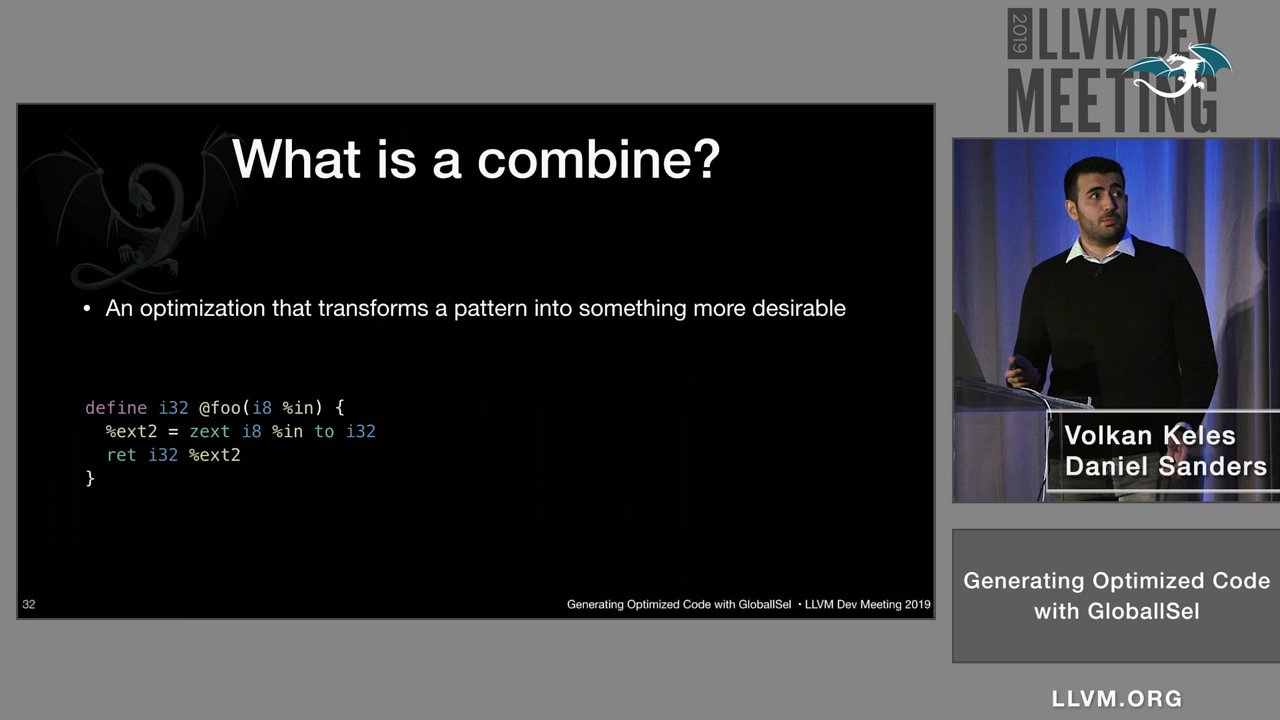 2019
LLVM DEV
MEETING
What is a combine?
• An optimization that transforms a pattern into something more desirable
define i32 @foo(i8 %in) {
%ext2 = zext i8 %in to i32
ret i32 %ext2
}
32
Generating Optimized Code with GlobalISel • LLVM Dev Meeting 2019
Volkan Keles
Daniel Sanders
Generating Optimized Code
with GlobalISel
LLVM.ORG